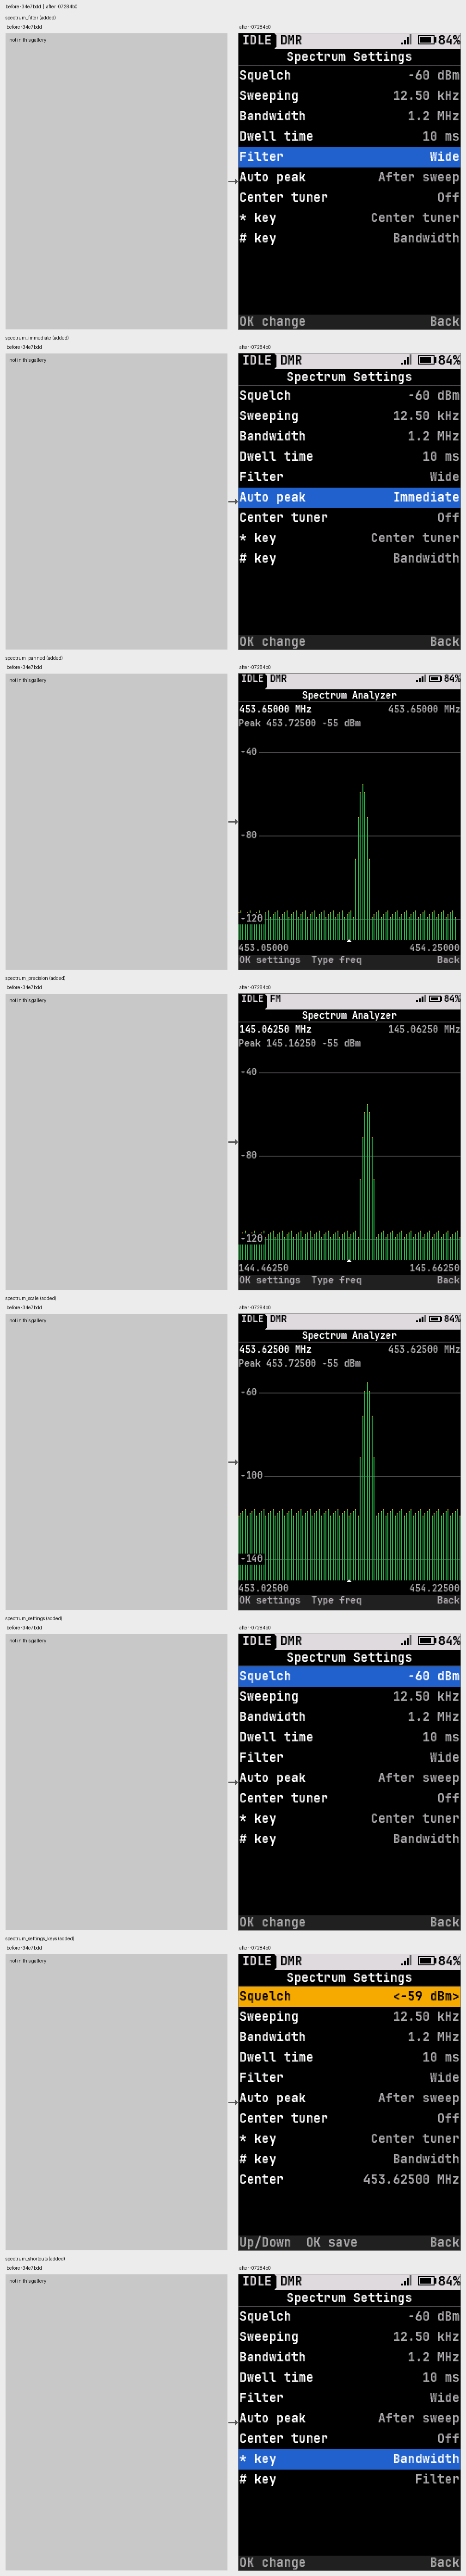 before · 34e7bdd | after · 07284b0
spectrum_filter (added)
before · 34e7bdd
after · 07284b0
not in this gallery
→
IDLE DMR 84%
Spectrum Settings
Squelch -60 dBm
Sweeping 12.50 kHz
Bandwidth 1.2 MHz
Dwell time 10 ms
Filter Wide
Auto peak After sweep
Center tuner Off
* key Center tuner
# key Bandwidth
OK change Back
spectrum_immediate (added)
before · 34e7bdd
after · 07284b0
not in this gallery
→
IDLE DMR 84%
Spectrum Settings
Squelch -60 dBm
Sweeping 12.50 kHz
Bandwidth 1.2 MHz
Dwell time 10 ms
Filter Wide
Auto peak Immediate
Center tuner Off
* key Center tuner
# key Bandwidth
OK change Back
spectrum_panned (added)
before · 34e7bdd
after · 07284b0
not in this gallery
→
IDLE DMR 84%
Spectrum Analyzer
453.65000 MHz 453.65000 MHz
Peak 453.72500 -55 dBm
-40
-80
-120
453.05000 454.25000
OK settings Type freq Back
spectrum_precision (added)
before · 34e7bdd
after · 07284b0
not in this gallery
→
IDLE FM 84%
Spectrum Analyzer
145.06250 MHz 145.06250 MHz
Peak 145.16250 -55 dBm
-40
-80
-120
144.46250 145.66250
OK settings Type freq Back
spectrum_scale (added)
before · 34e7bdd
after · 07284b0
not in this gallery
→
IDLE DMR 84%
Spectrum Analyzer
453.62500 MHz 453.62500 MHz
Peak 453.72500 -55 dBm
-60
-100
-140
453.02500 454.22500
OK settings Type freq Back
spectrum_settings (added)
before · 34e7bdd
after · 07284b0
not in this gallery
→
IDLE DMR 84%
Spectrum Settings
Squelch -60 dBm
Sweeping 12.50 kHz
Bandwidth 1.2 MHz
Dwell time 10 ms
Filter Wide
Auto peak After sweep
Center tuner Off
* key Center tuner
# key Bandwidth
OK change Back
spectrum_settings_keys (added)
before · 34e7bdd
after · 07284b0
not in this gallery
→
IDLE DMR 84%
Spectrum Settings
Squelch <-59 dBm>
Sweeping 12.50 kHz
Bandwidth 1.2 MHz
Dwell time 10 ms
Filter Wide
Auto peak After sweep
Center tuner Off
* key Center tuner
# key Bandwidth
Center 453.62500 MHz
Up/Down OK save Back
spectrum_shortcuts (added)
before · 34e7bdd
after · 07284b0
not in this gallery
→
IDLE DMR 84%
Spectrum Settings
Squelch -60 dBm
Sweeping 12.50 kHz
Bandwidth 1.2 MHz
Dwell time 10 ms
Filter Wide
Auto peak After sweep
Center tuner Off
* key Bandwidth
# key Filter
OK change Back